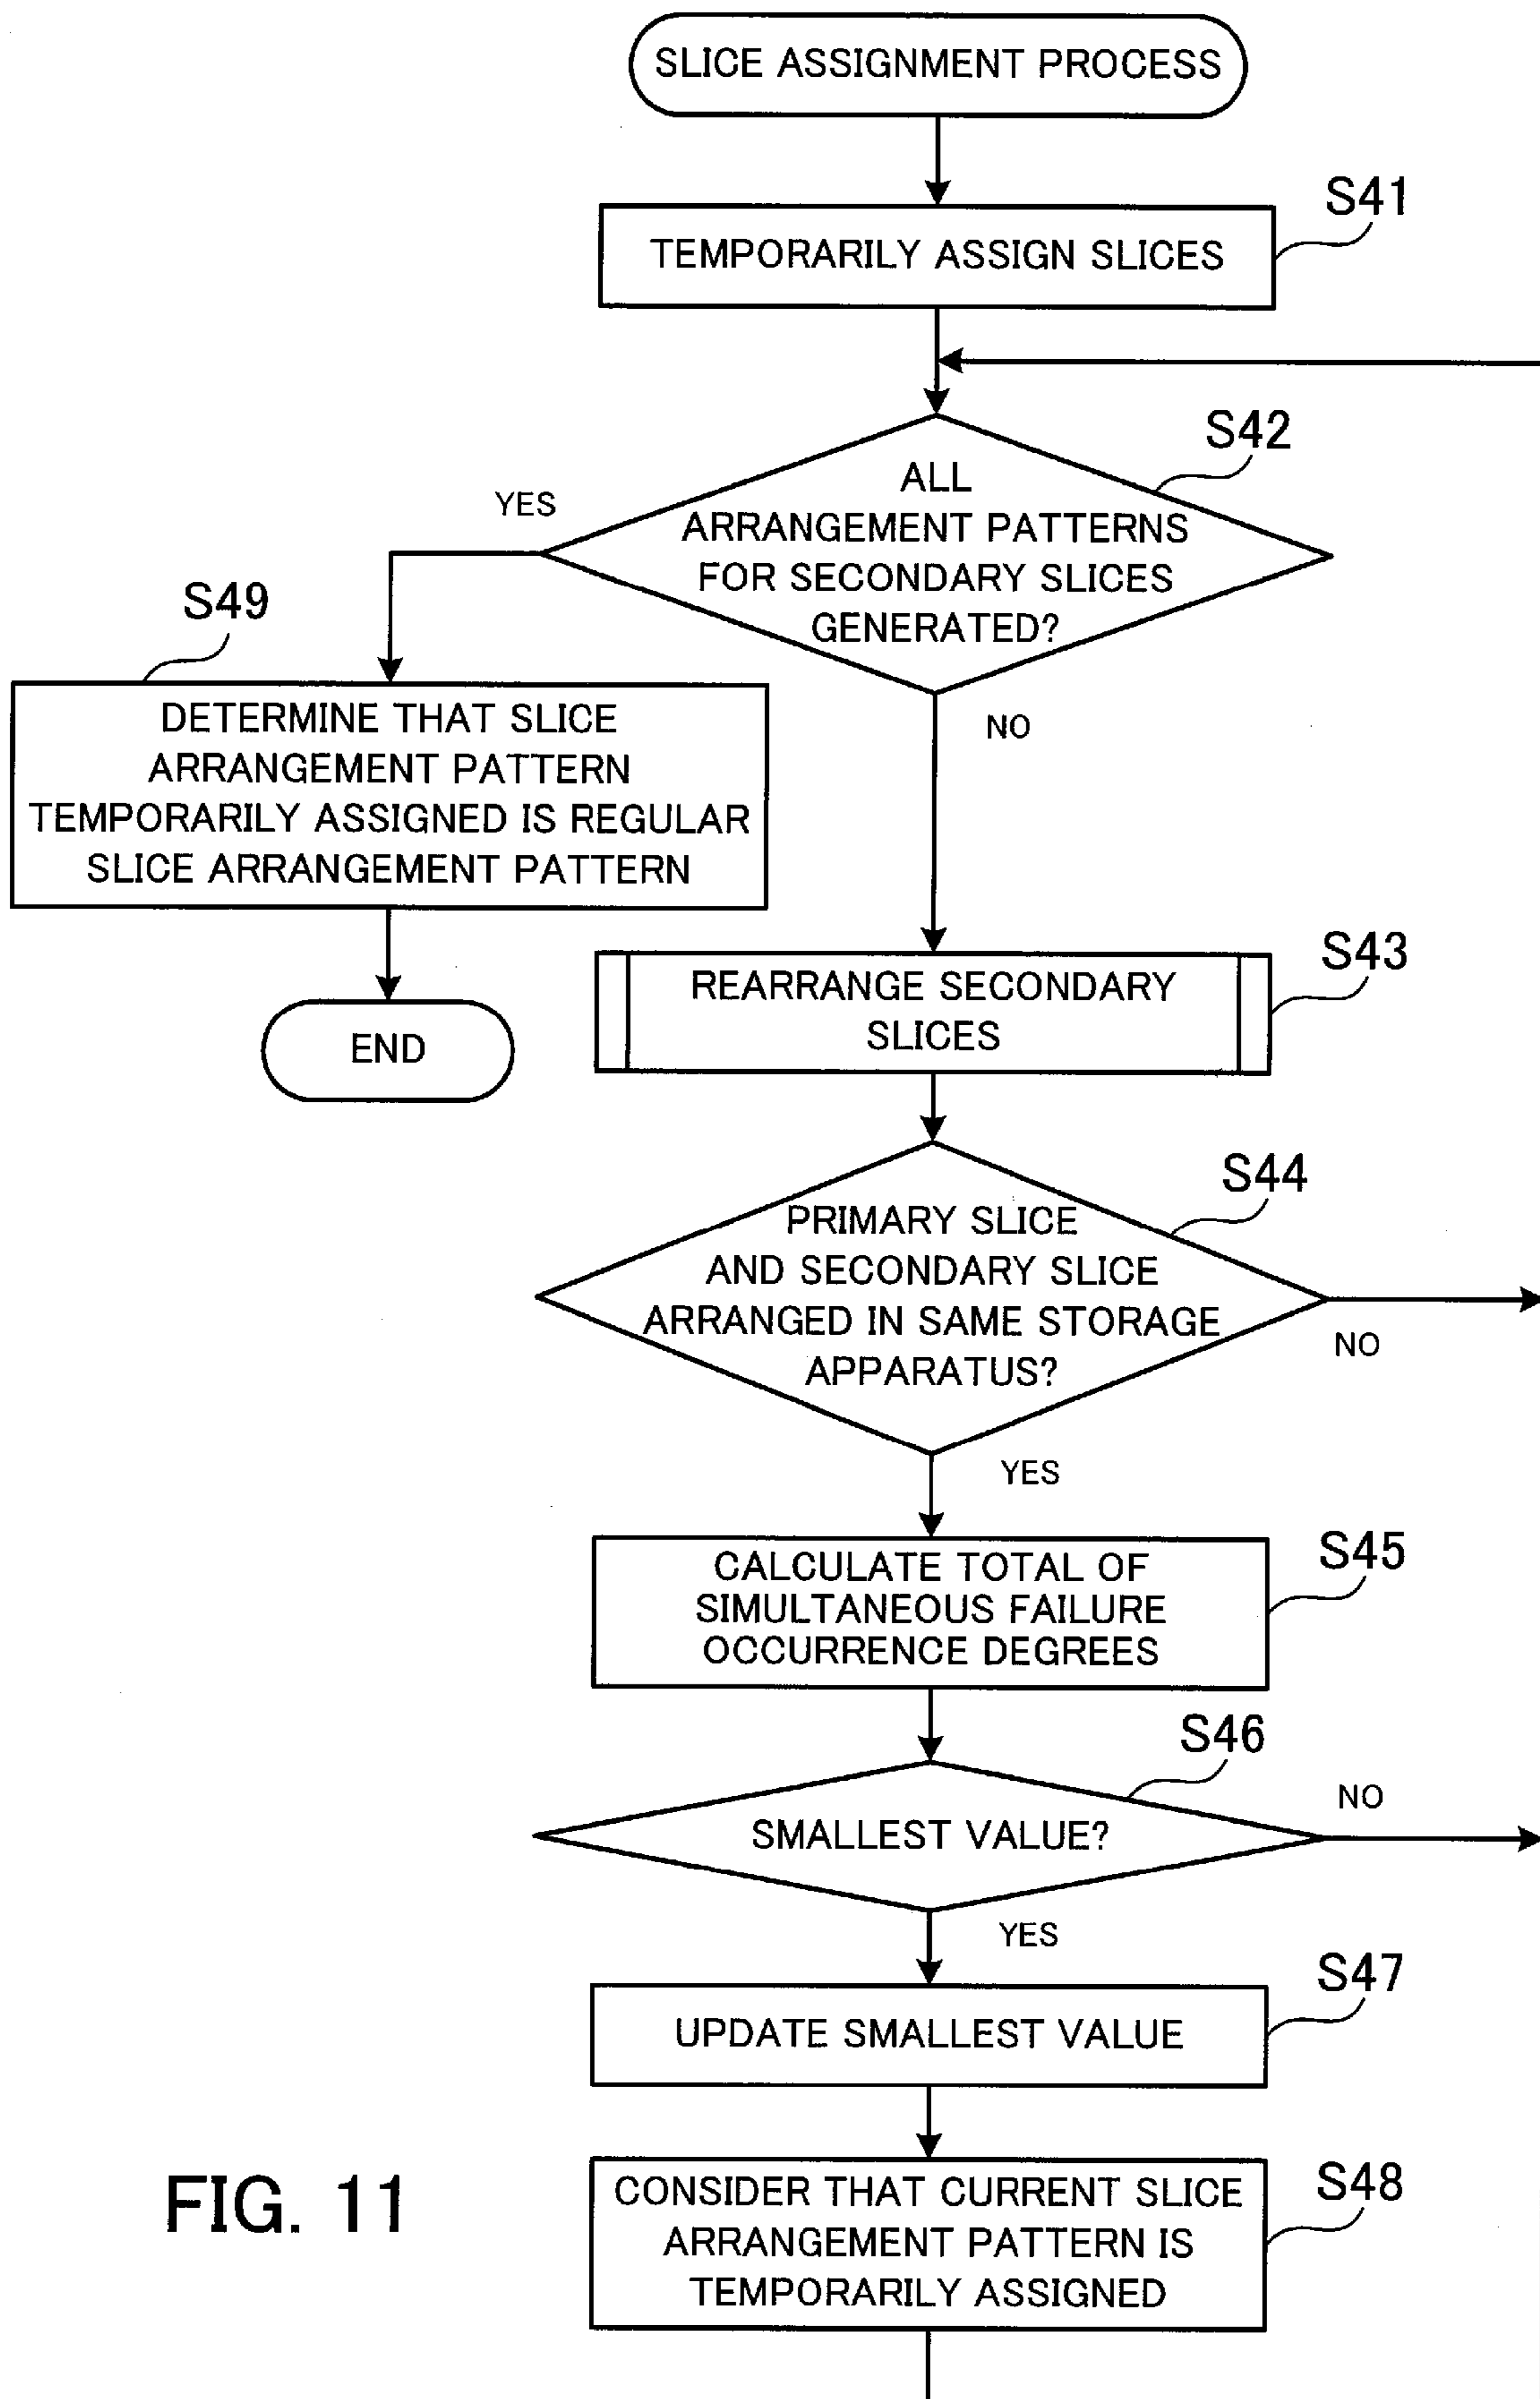 SLICE ASSIGNMENT PROCESS
S41
TEMPORARILY ASSIGN SLICES
S42
ALL
ARRANGEMENT PATTERNS
FOR SECONDARY SLICES
GENERATED?
YES
NO
S49
DETERMINE THAT SLICE
ARRANGEMENT PATTERN
TEMPORARILY ASSIGNED IS REGULAR
SLICE ARRANGEMENT PATTERN
END
S43
REARRANGE SECONDARY
SLICES
S44
PRIMARY SLICE
AND SECONDARY SLICE
ARRANGED IN SAME STORAGE
APPARATUS?
NO
YES
S45
CALCULATE TOTAL OF
SIMULTANEOUS FAILURE
OCCURRENCE DEGREES
S46
SMALLEST VALUE?
NO
YES
S47
UPDATE SMALLEST VALUE
S48
CONSIDER THAT CURRENT SLICE
ARRANGEMENT PATTERN IS
TEMPORARILY ASSIGNED
FIG. 11